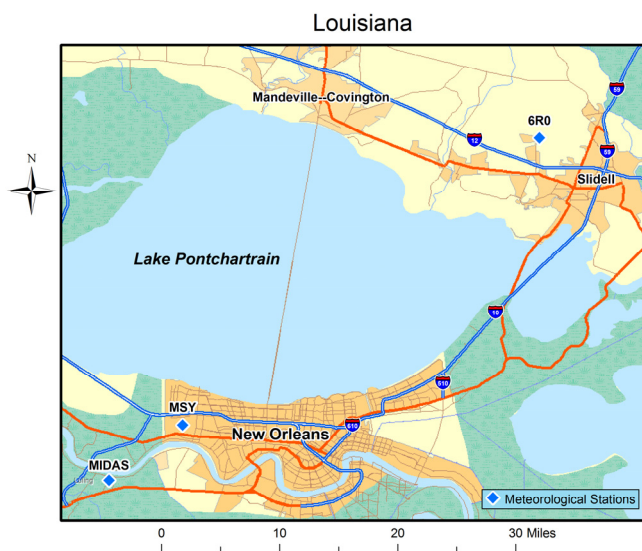 Louisiana
59
Mandeville--Covington
6R0
12
59
Slidell
N
Lake Pontchartrain
10
610
MSY
610
New Orleans
MIDAS
Meteorological Stations
0 10 20 30 Miles